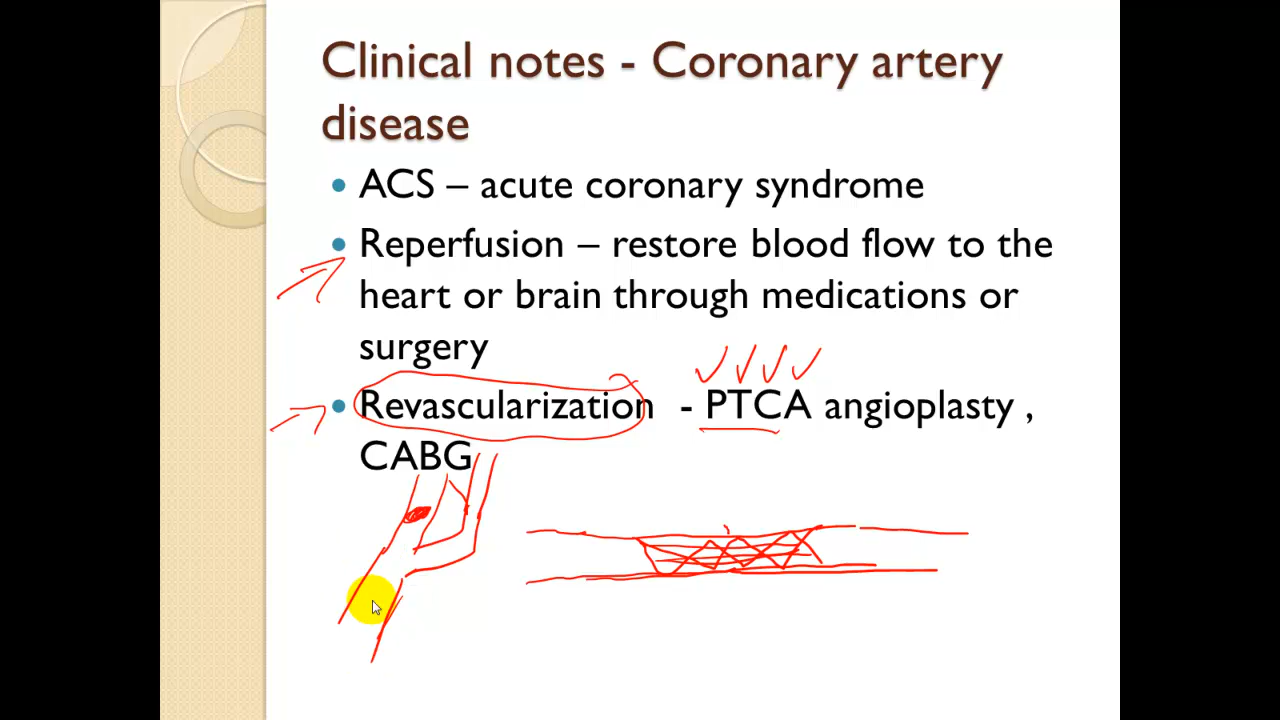 Clinical notes - Coronary artery
disease
ACS – acute coronary syndrome
Reperfusion – restore blood flow to the
heart or brain through medications or
surgery
Revascularization - PTCA angioplasty ,
CABG